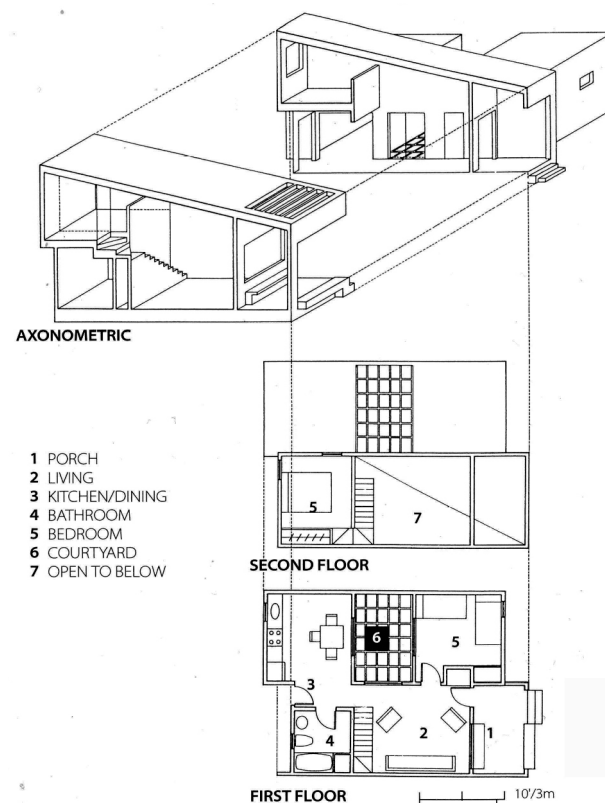 AXONOMETRIC
1 PORCH
2 LIVING
3 KITCHEN/DINING
4 BATHROOM
5 BEDROOM
6 COURTYARD
7 OPEN TO BELOW
5
7
SECOND FLOOR
6
5
3
4
2
1
FIRST FLOOR
10'/3m